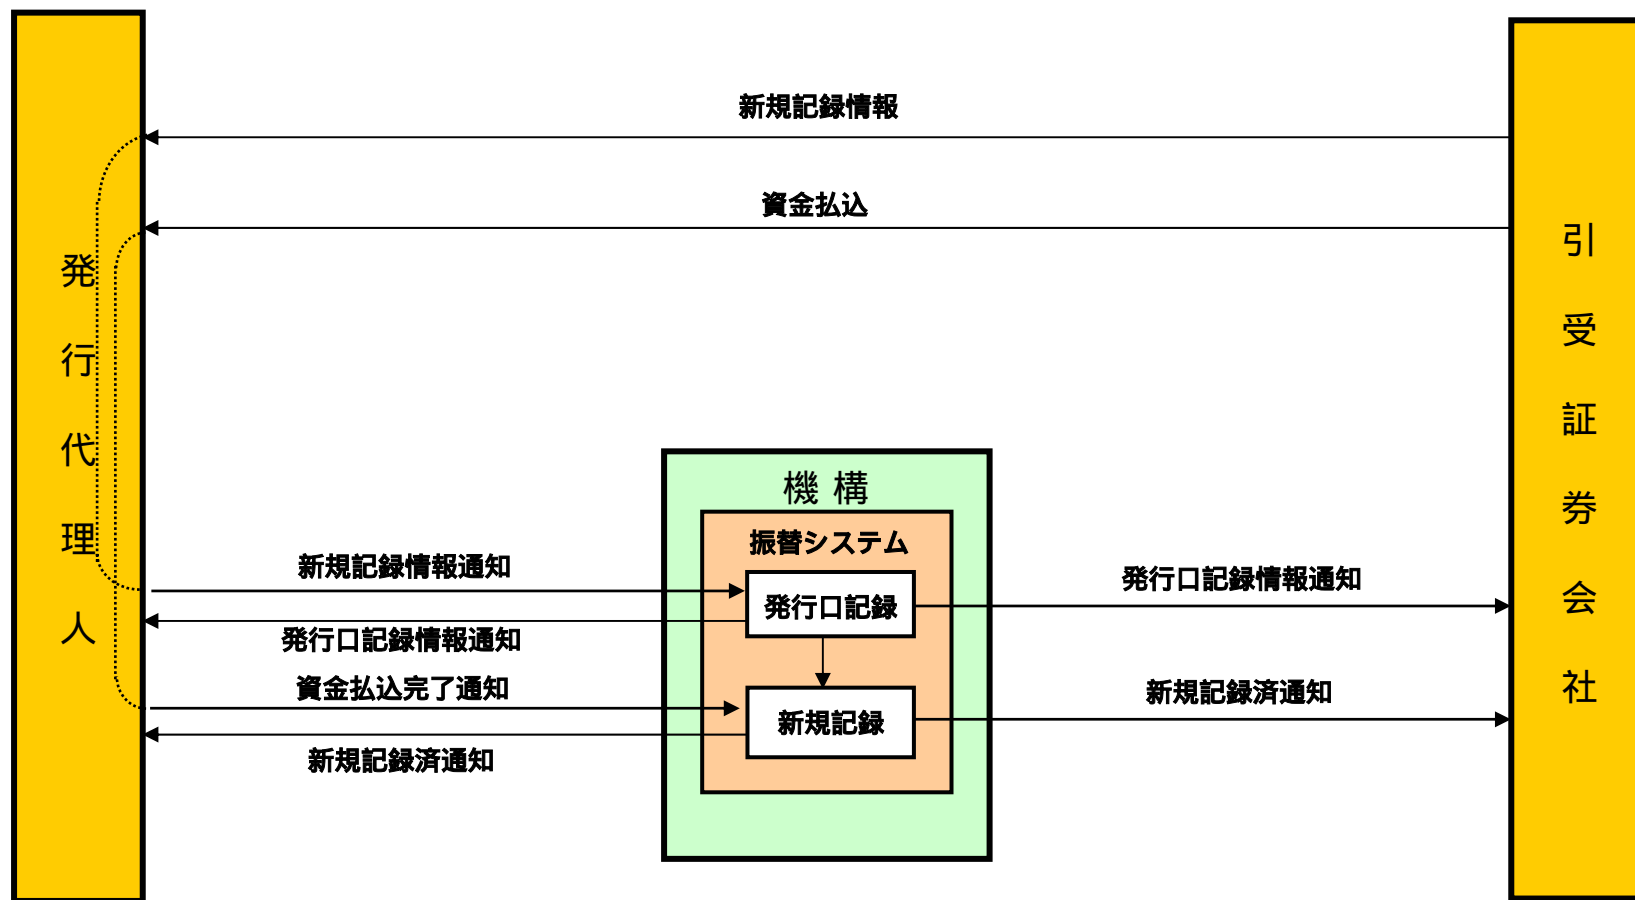 新規記録情報
資金払込
発行代理人
引受証券会社
機構
振替システム
新規記録情報通知
発行口記録
発行口記録情報通知
発行口記録情報通知
資金払込完了通知
新規記録
新規記録済通知
新規記録済通知